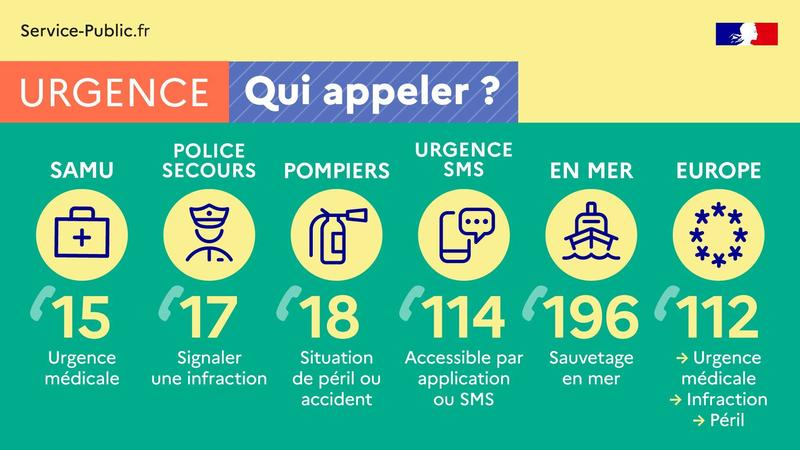 Service-Public.fr
URGENCE
Qui appeler ?
SAMU
15
Urgence
médicale
POLICE
SECOURS
17
Signaler
une infraction
POMPIERS
18
Situation
de péril ou
accident
URGENCE
SMS
114
Accessible par
application
ou SMS
EN MER
196
Sauvetage
en mer
EUROPE
112
→ Urgence
médicale
→ Infraction
→ Péril